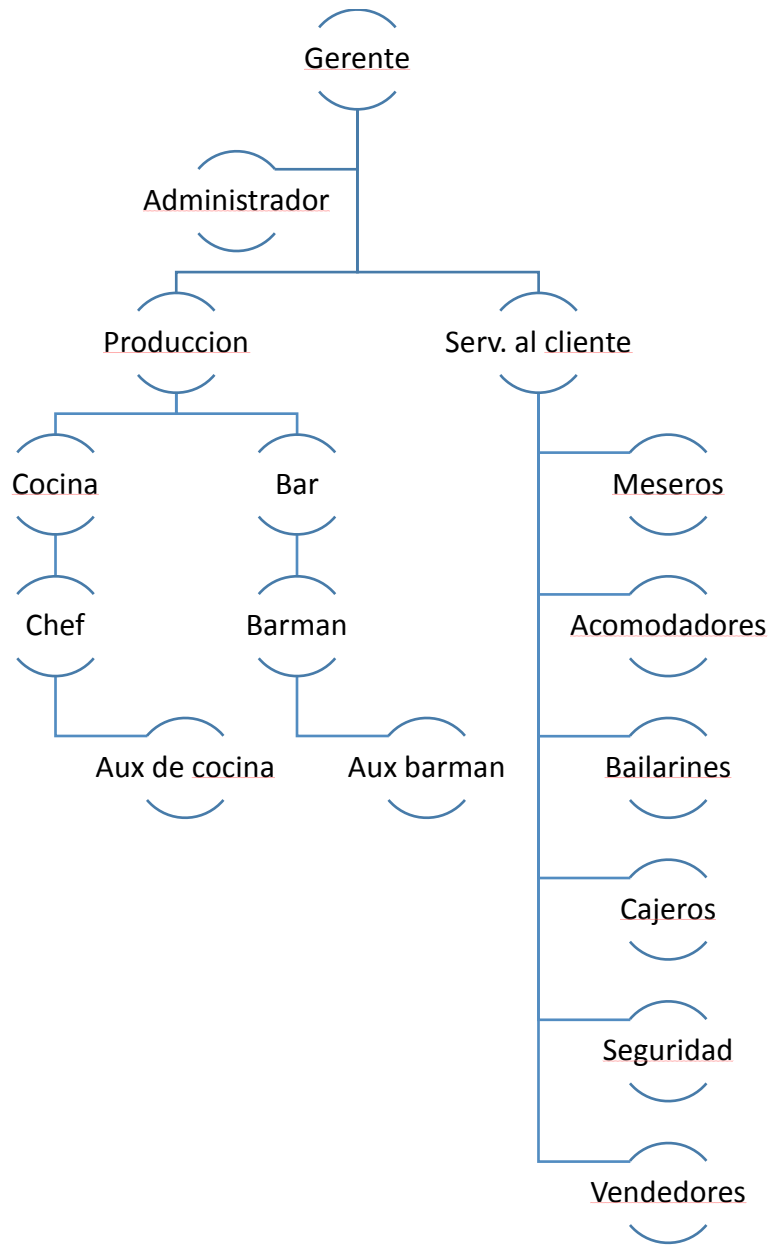 Gerente
Administrador
Produccion
Serv. al cliente
Cocina
Bar
Meseros
Chef
Barman
Acomodadores
Aux de cocina
Aux barman
Bailarines
Cajeros
Seguridad
Vendedores